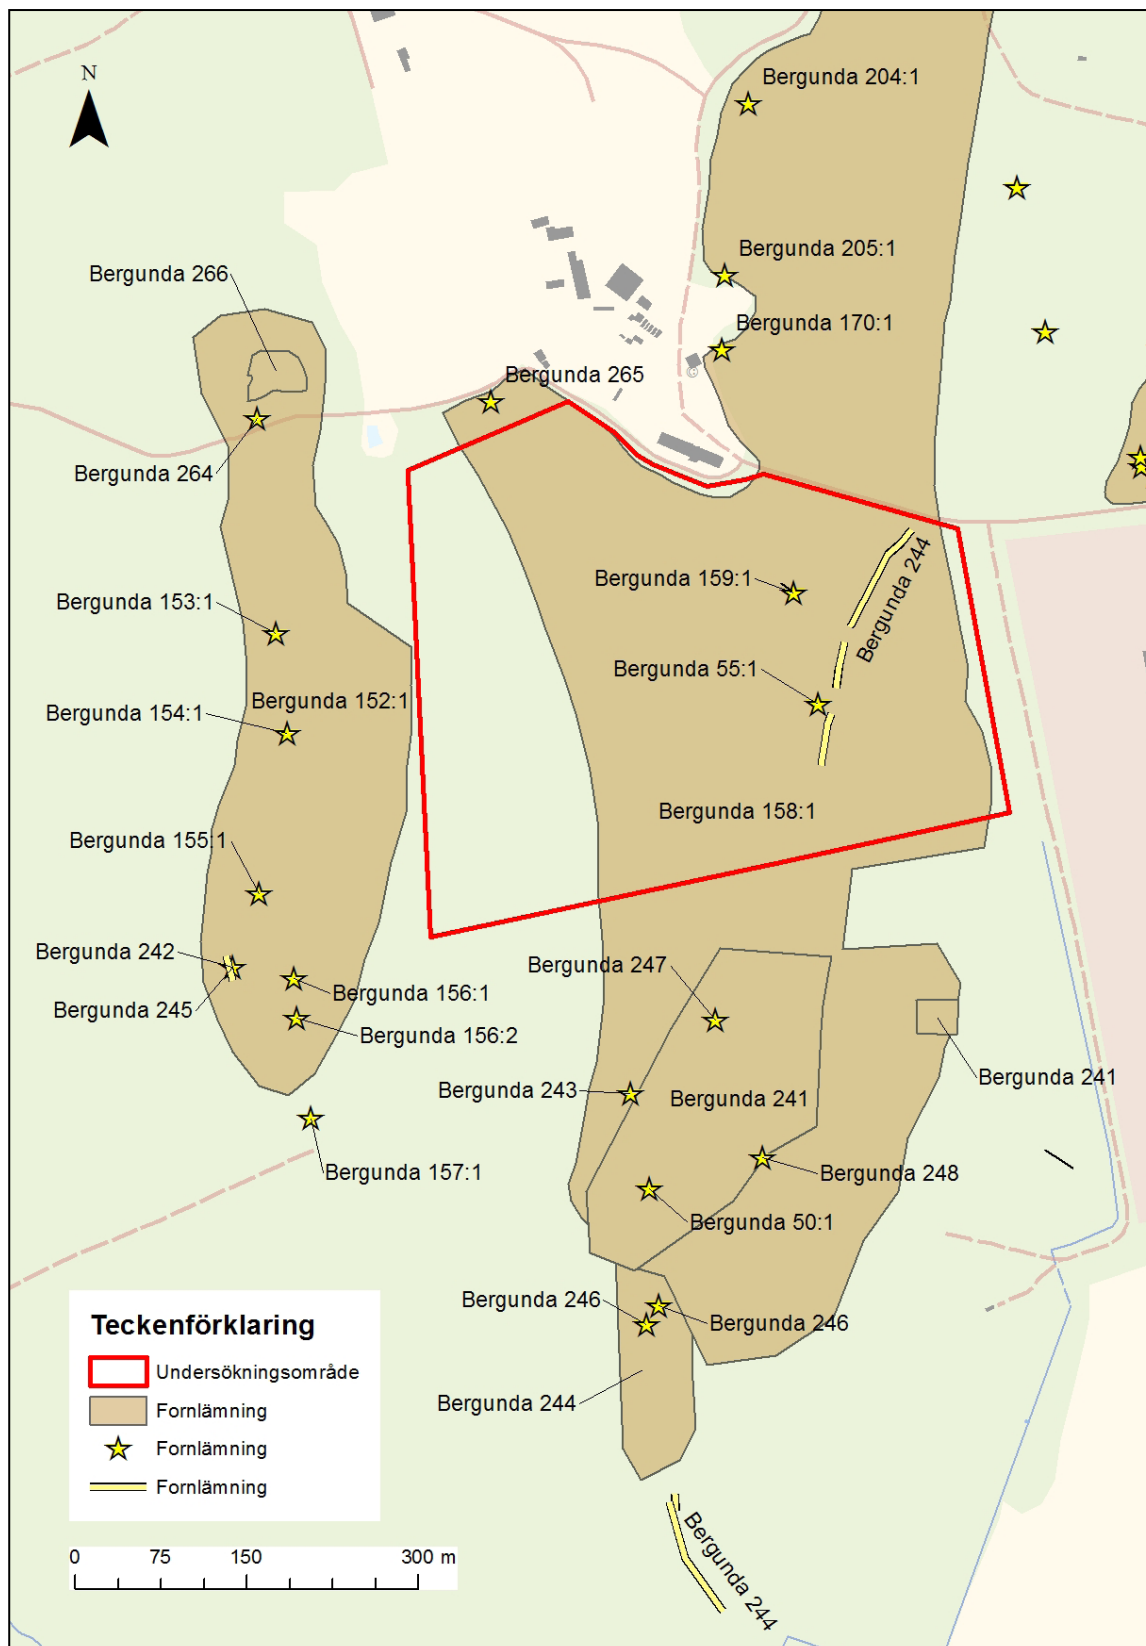 N
Bergunda 204:1
Bergunda 205:1
Bergunda 266
Bergunda 170:1
Bergunda 265
Bergunda 264
Bergunda 159:1
Bergunda 244
Bergunda 153:1
Bergunda 55:1
Bergunda 152:1
Bergunda 154:1
Bergunda 158:1
Bergunda 155:1
Bergunda 242
Bergunda 247
Bergunda 156:1
Bergunda 245
Bergunda 156:2
Bergunda 241
Bergunda 243
Bergunda 241
Bergunda 157:1
Bergunda 248
Bergunda 50:1
Bergunda 246
Bergunda 246
Bergunda 244
Bergunda 244
Teckenförklaring
Undersökningsområde
Fornlämning
Fornlämning
Fornlämning
0 75 150 300 m